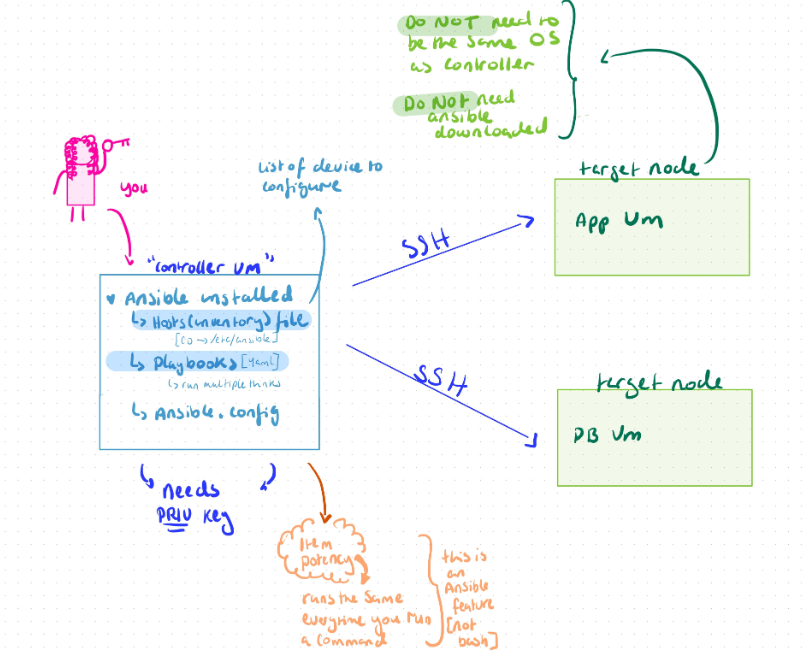 Do NOT need to
be the same OS
as controller
Do Not need
ansible
downloaded
you
List of device to
configure
target node
App Vm
SSH
"controller VM"
Ansible installed
↳ Hosts (inventory) file
[CD → /etc/ansible]
↳ Playbooks [yaml]
↳ run multiple thinks
↳ Ansible.config
SSH
target node
DB Vm
needs
PRIV key
Item
potency
runs the same
everytime you run
a command
this is
an
Ansible
feature
[not
bash]